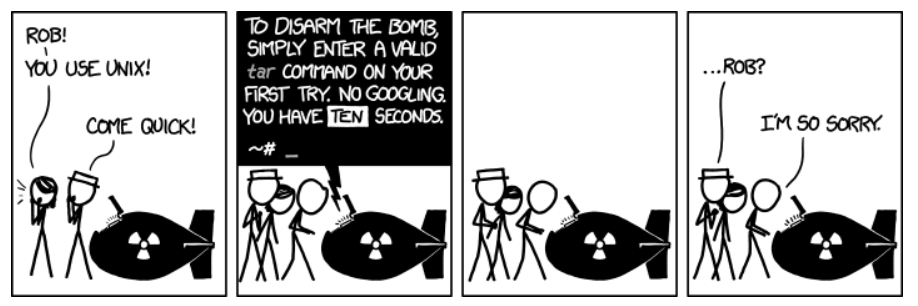 ROB!
YOU USE UNIX!
COME QUICK!
TO DISARM THE BOMB,
SIMPLY ENTER A VALID
tar COMMAND ON YOUR
FIRST TRY. NO GOOGLING.
YOU HAVE TEN SECONDS.
~# _
...ROB?
I'M SO SORRY.